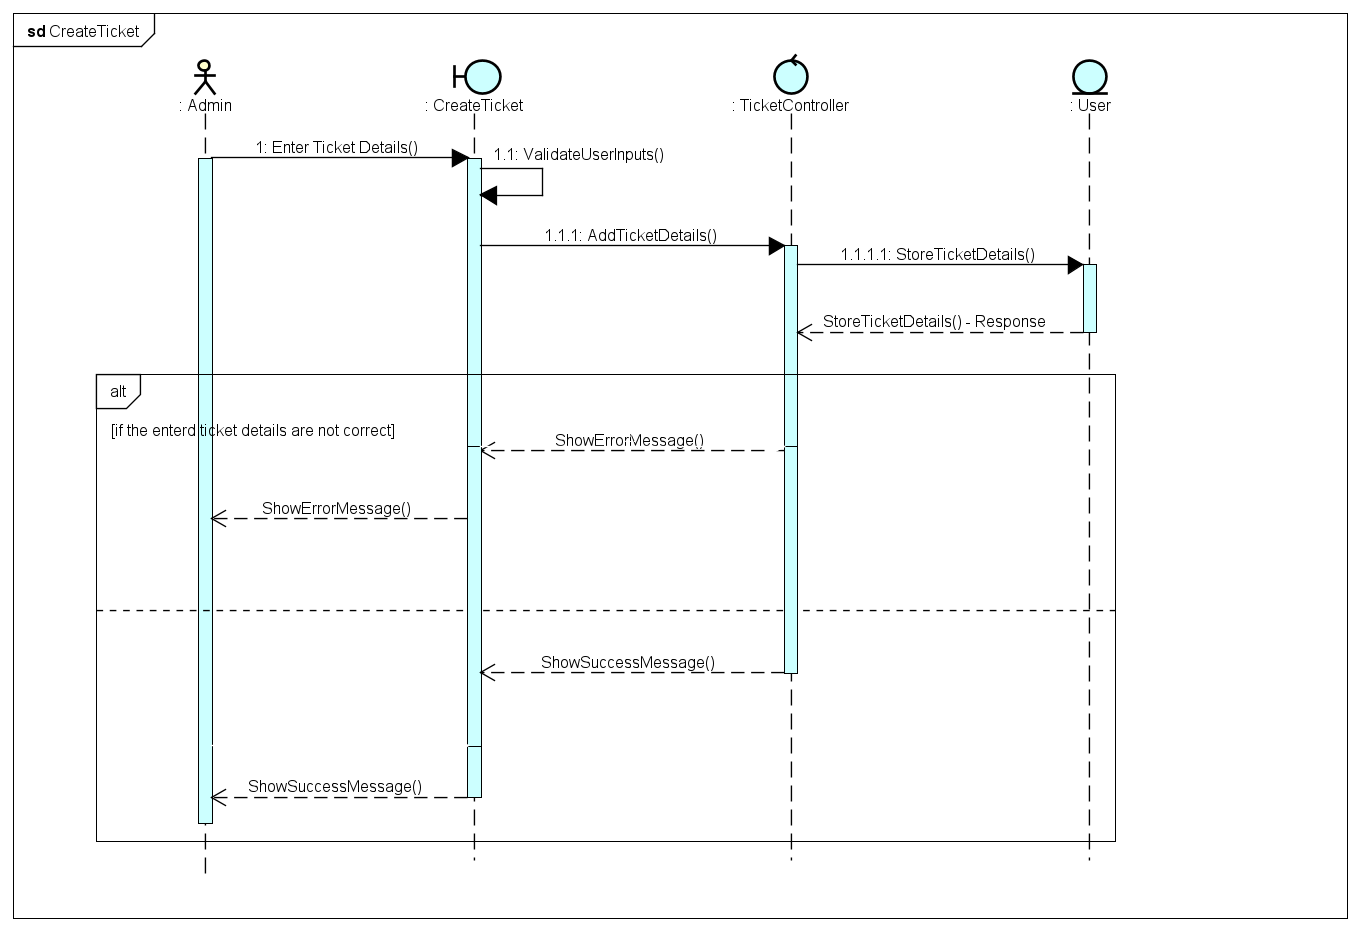 sd CreateTicket
: Admin
: CreateTicket
: TicketController
: User
1: Enter Ticket Details()
1.1: ValidateUserInputs()
1.1.1: AddTicketDetails()
1.1.1.1: StoreTicketDetails()
StoreTicketDetails() - Response
alt
[if the enterd ticket details are not correct]
ShowErrorMessage()
ShowErrorMessage()
ShowSuccessMessage()
ShowSuccessMessage()